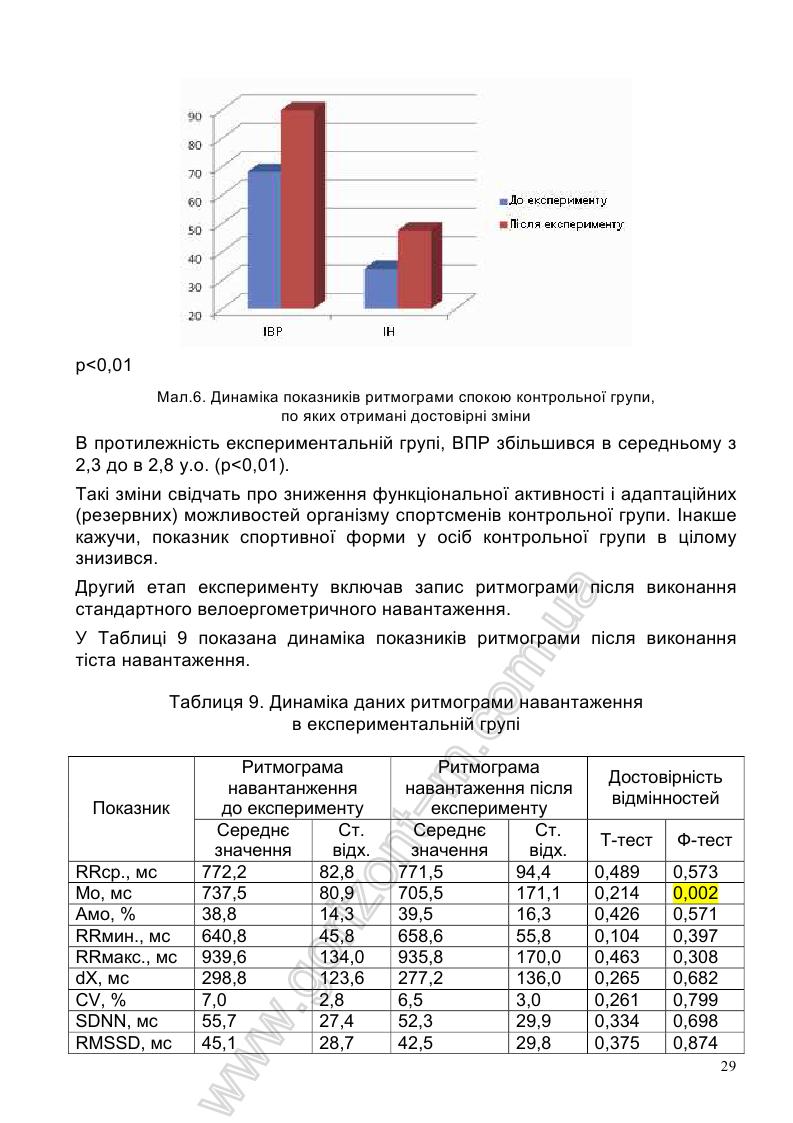 90
80
70
60
50
40
30
20
ІВР ІН
До експерименту
Після експерименту
p<0,01
Мал.6. Динаміка показників ритмограми спокою контрольної групи,
по яких отримані достовірні зміни
В протилежність експериментальній групі, ВПР збільшився в середньому з
2,3 до в 2,8 у.о. (p<0,01).
Такі зміни свідчать про зниження функціональної активності і адаптаційних
(резервних) можливостей організму спортсменів контрольної групи. Інакше
кажучи, показник спортивної форми у осіб контрольної групи в цілому
знизився.
Другий етап експерименту включав запис ритмограми після виконання
стандартного велоергометричного навантаження.
У Таблиці 9 показана динаміка показників ритмограми після виконання
тіста навантаження.
Таблиця 9. Динаміка даних ритмограми навантаження
в експериментальній групі
Показник
Ритмограма
навантанження
до експерименту
Ритмограма
навантаження після
експерименту
Достовірність
відмінностей
Середнє
значення
Ст.
відх.
Середнє
значення
Ст.
відх.
Т-тест
Ф-тест
RRср., мс 772,2 82,8 771,5 94,4 0,489 0,573
Мо, мс 737,5 80,9 705,5 171,1 0,214 0,002
Амо, % 38,8 14,3 39,5 16,3 0,426 0,571
RRмин., мс 640,8 45,8 658,6 55,8 0,104 0,397
RRмакс., мс 939,6 134,0 935,8 170,0 0,463 0,308
dX, мс 298,8 123,6 277,2 136,0 0,265 0,682
CV, % 7,0 2,8 6,5 3,0 0,261 0,799
SDNN, мс 55,7 27,4 52,3 29,9 0,334 0,698
RMSSD, мс 45,1 28,7 42,5 29,8 0,375 0,874
29
www.gorizont-m.com.ua